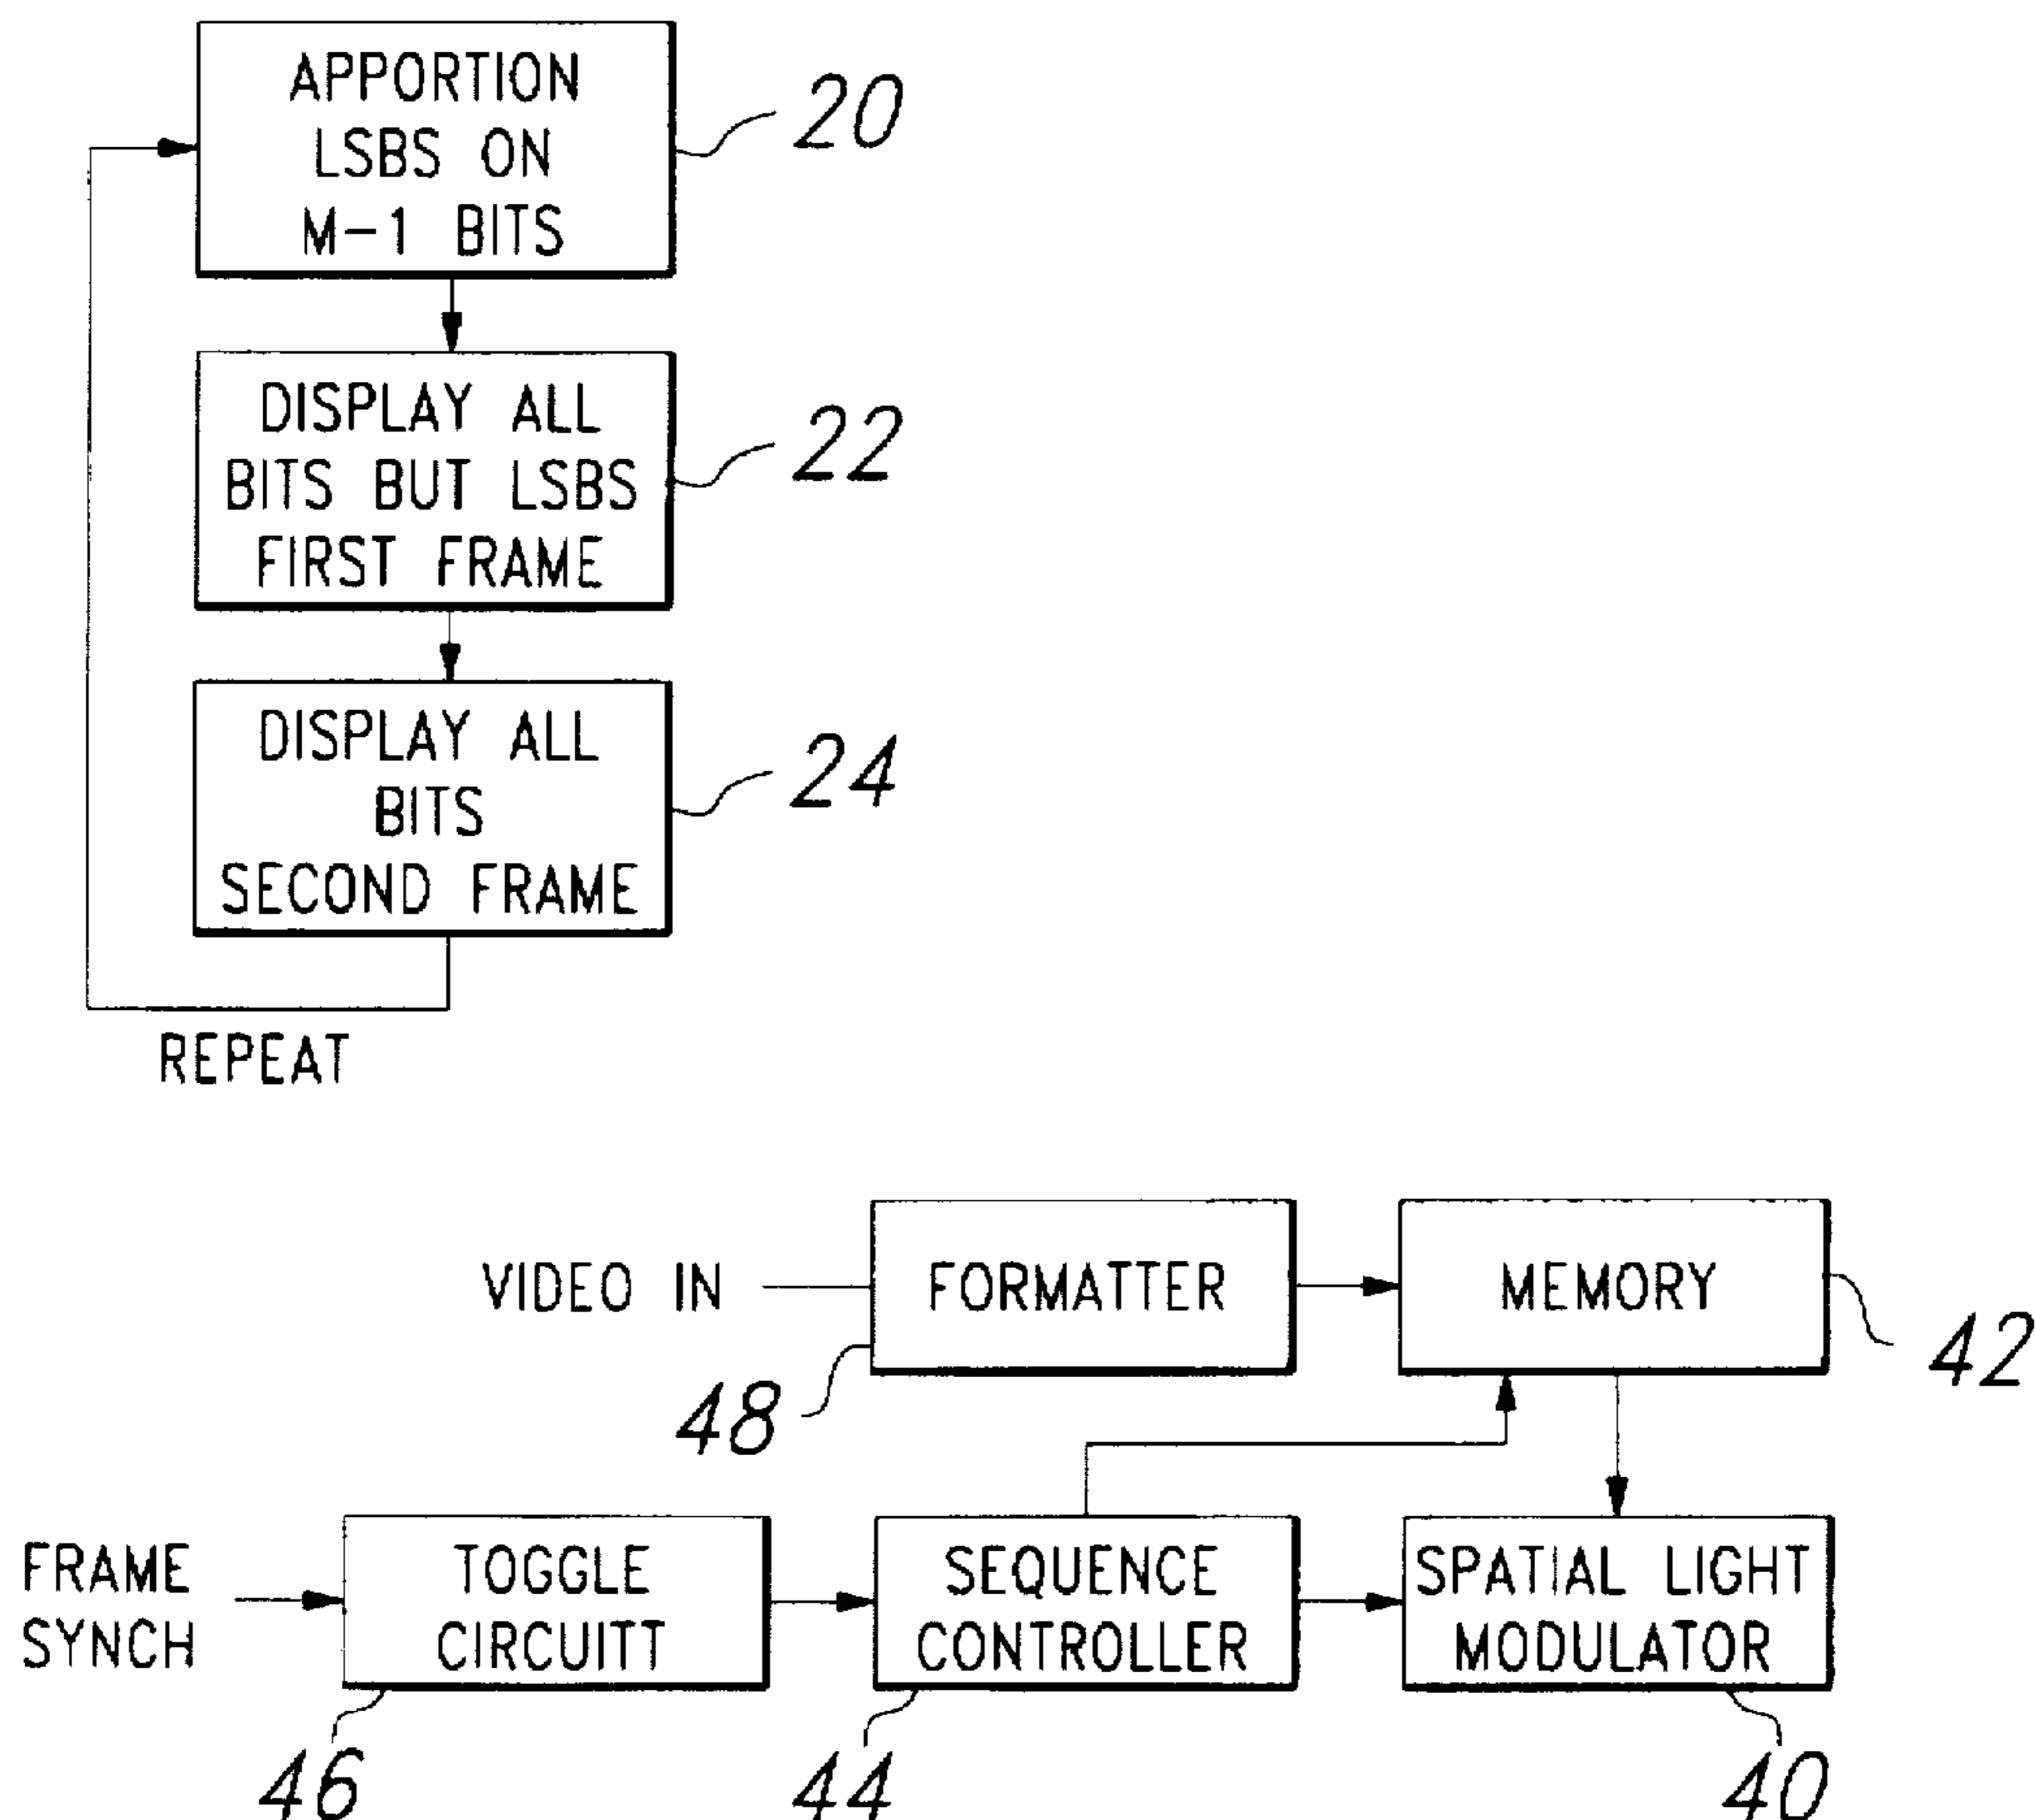 APPORTION
LSBS ON
M-1 BITS
20
DISPLAY ALL
BITS BUT LSBS
FIRST FRAME
22
DISPLAY ALL
BITS
SECOND FRAME
24
REPEAT
VIDEO IN
FORMATTER
MEMORY
48
42
FRAME
SYNCH
TOGGLE
CIRCUITT
SEQUENCE
CONTROLLER
SPATIAL LIGHT
MODULATOR
46
44
40